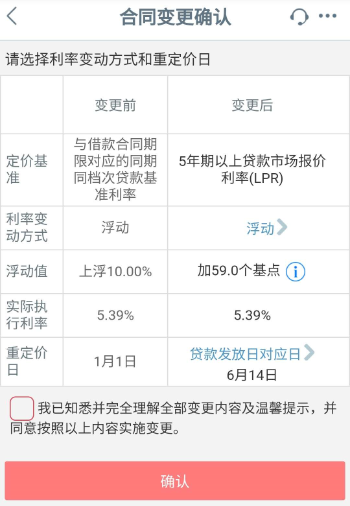 合同变更确认
请选择利率变动方式和重定价日
变更前 变更后
定价基准 与借款合同期限对应的同期同档次贷款基准利率 5年期以上贷款市场报价利率(LPR)
利率变动方式 浮动 浮动
浮动值 上浮10.00% 加59.0个基点
实际执行利率 5.39% 5.39%
重定价日 1月1日 贷款发放日对应日 6月14日
我已知悉并完全理解全部变更内容及温馨提示，并
同意按照以上内容实施变更。
确认